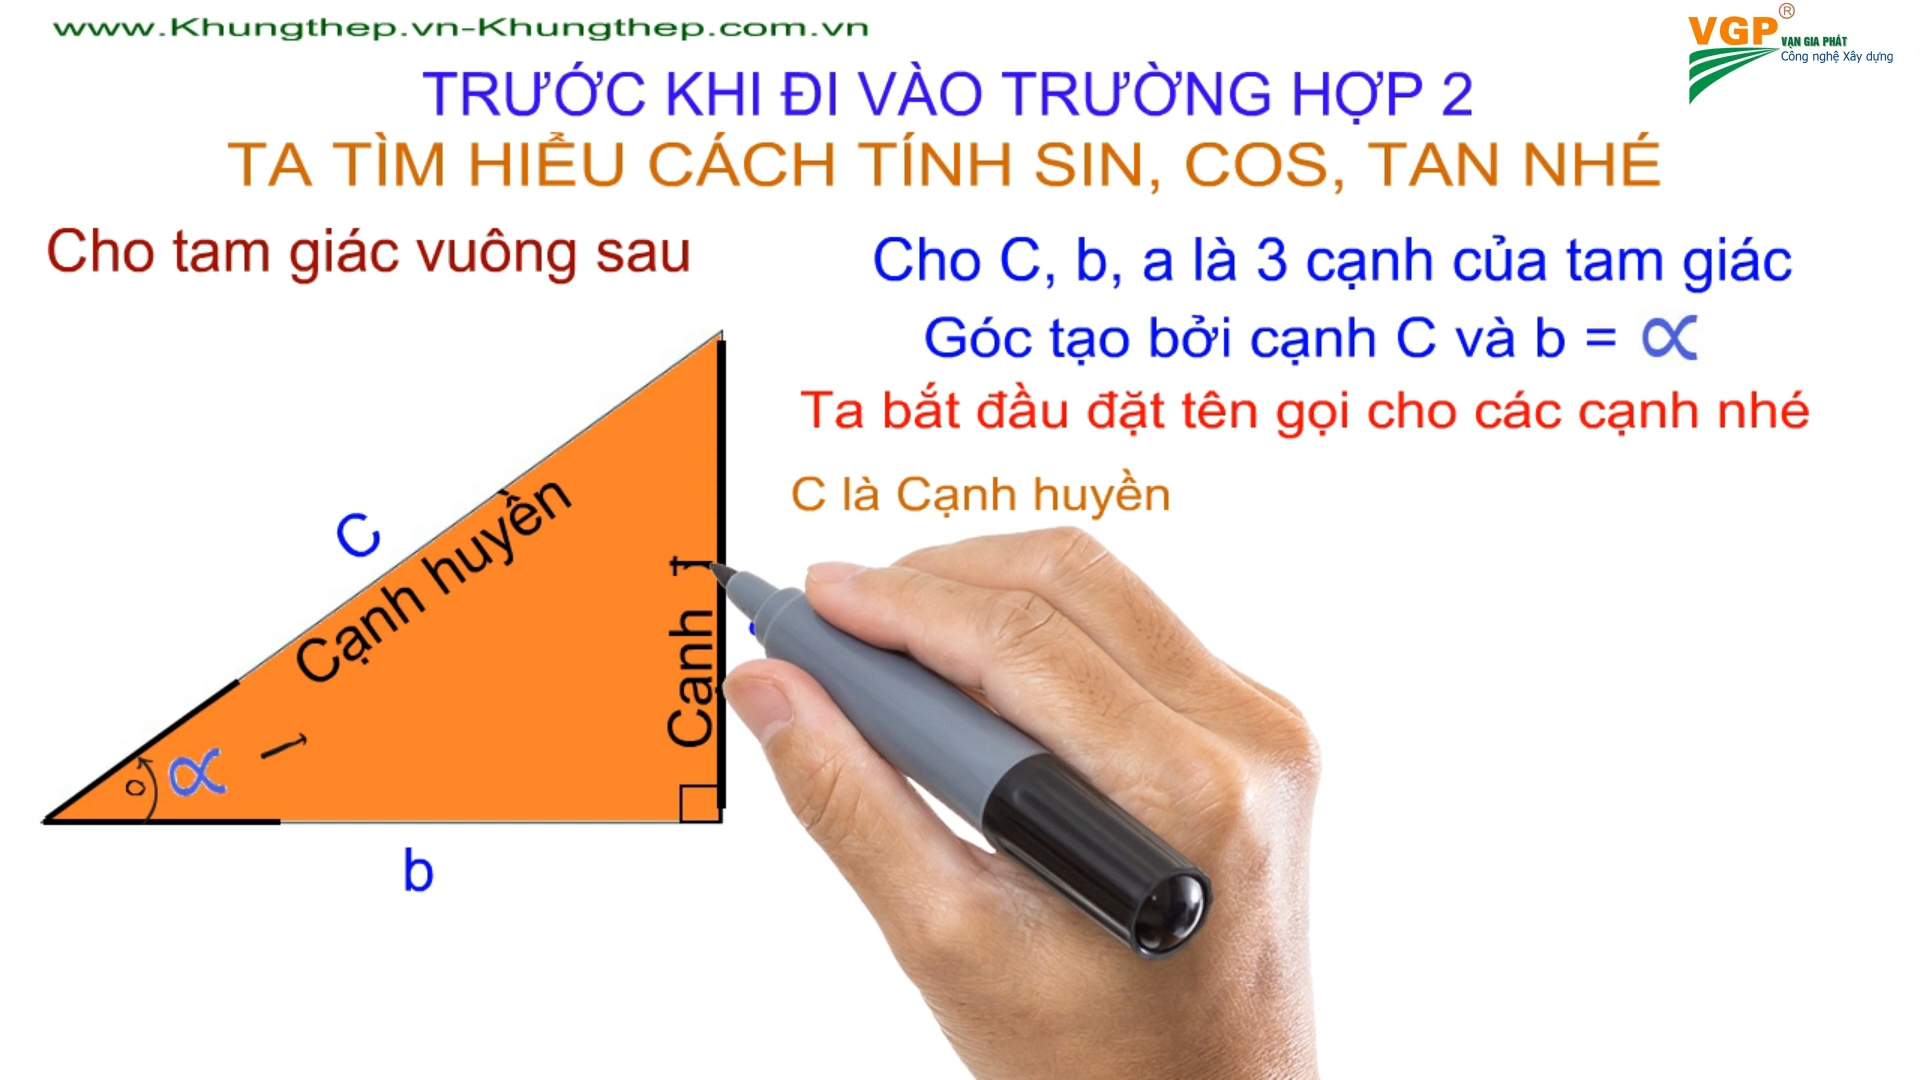 www.Khungthep.vn-Khungthep.com.vn
VGP®
VẠN GIA PHÁT
Công nghệ Xây dựng
TRƯỚC KHI ĐI VÀO TRƯỜNG HỢP 2
TA TÌM HIỂU CÁCH TÍNH SIN, COS, TAN NHÉ
Cho tam giác vuông sau
Cho C, b, a là 3 cạnh của tam giác
Góc tạo bởi cạnh C và b = ∝
Ta bắt đầu đặt tên gọi cho các cạnh nhé
C là Cạnh huyền
C
Cạnh huyền
Cạnh
∝
b